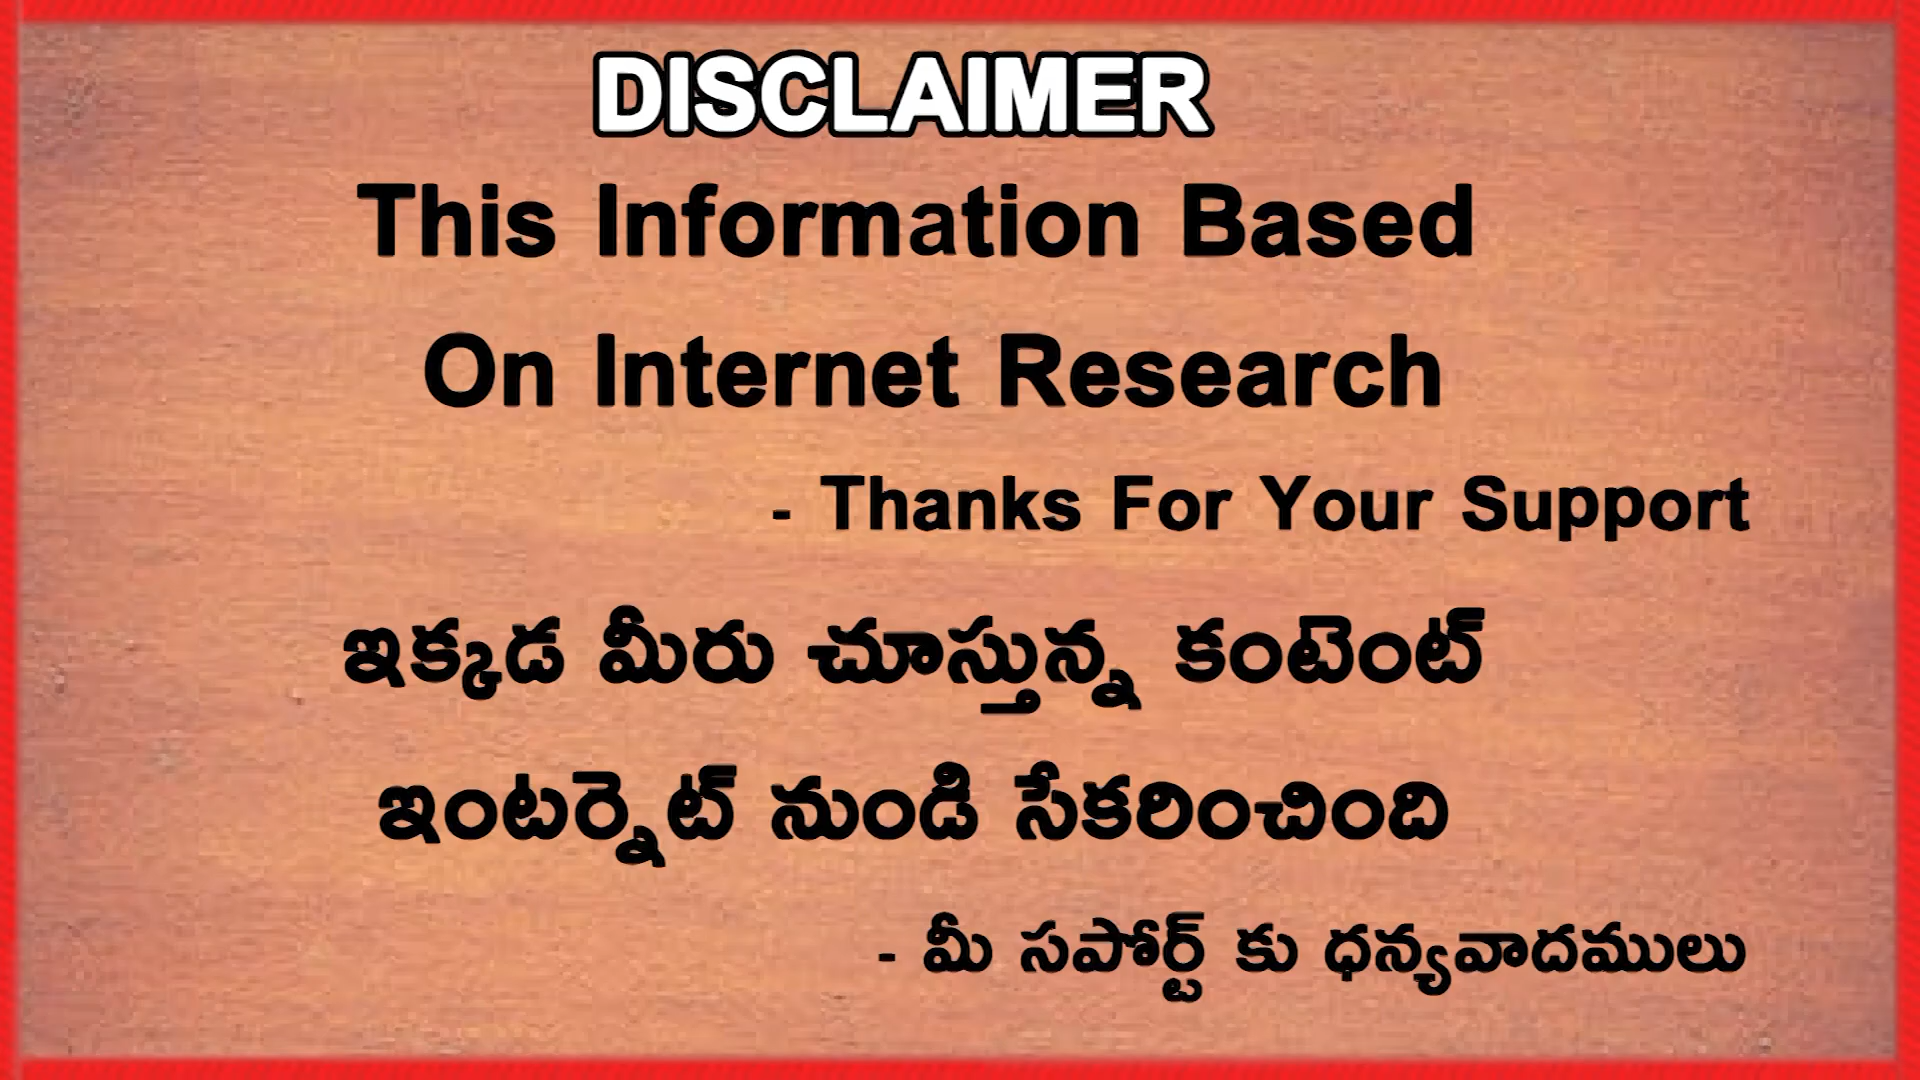 DISCLAIMER
This Information Based
On Internet Research
- Thanks For Your Support
ఇక్కడ మీరు చూస్తున్న కంటెంట్
ఇంటర్నెట్ నుండి సేకరించింది
- మీ సపోర్ట్ కు ధన్యవాదములు